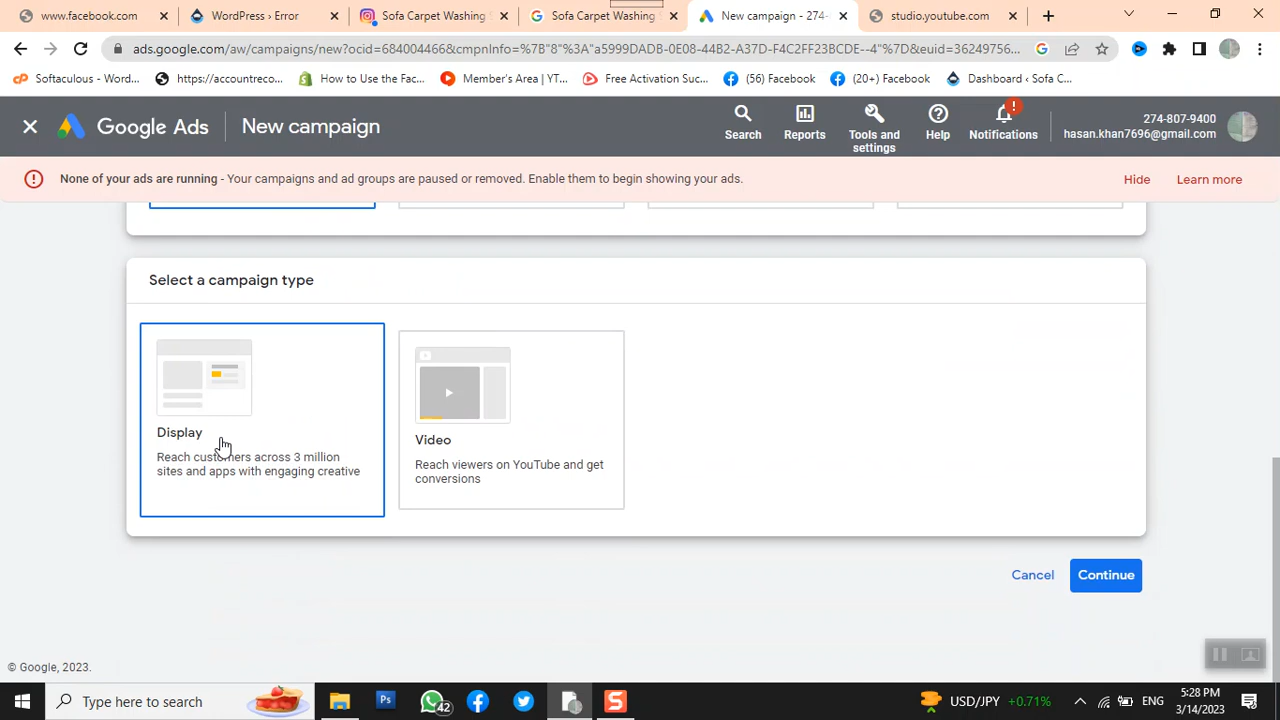 www.facebook.com
WordPress › Error
Sofa Carpet Washing
Sofa Carpet Washing
New campaign - 274-
studio.youtube.com
ads.google.com/aw/campaigns/new?ocid=684004469&cmpnInfo=%7B"8"%3A"a5999DADB-0E08-44B2-A37D-F4C2FF23BCDE--4"%7D&euid=36249756...
Softaculous - Word...
https://accountreco...
How to Use the Fac...
Member's Area | YT...
Free Activation Suc...
(56) Facebook
(20+) Facebook
Dashboard ‹ Sofa C...
Google Ads
New campaign
Search
Reports
Tools and settings
Help
Notifications
274-807-9400
hasan.khan7696@gmail.com
None of your ads are running - Your campaigns and ad groups are paused or removed. Enable them to begin showing your ads.
Hide
Learn more
Select a campaign type
Display
Reach customers across 3 million
sites and apps with engaging creative
Video
Reach viewers on YouTube and get
conversions
Cancel
Continue
© Google, 2023.
Type here to search
Ps
42
S
USD/JPY +0.71%
ENG
5:28 PM
3/14/2023